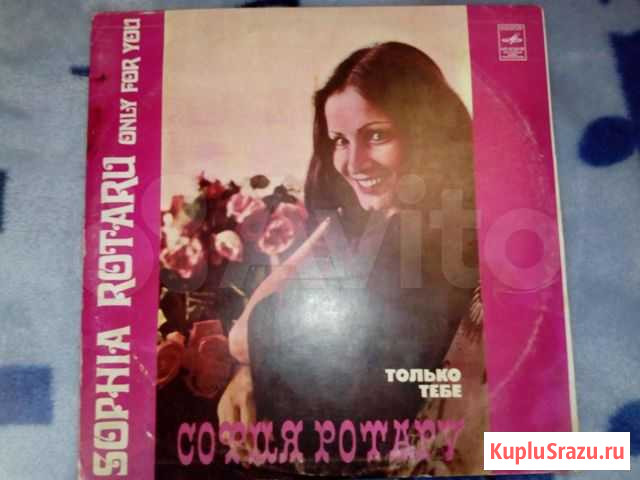 SOPHIA ROTARU ONLY FOR YOU
ТОЛЬКО
ТЕБЕ
СОФИЯ РОТАРУ
Avito
KupluSrazu.ru